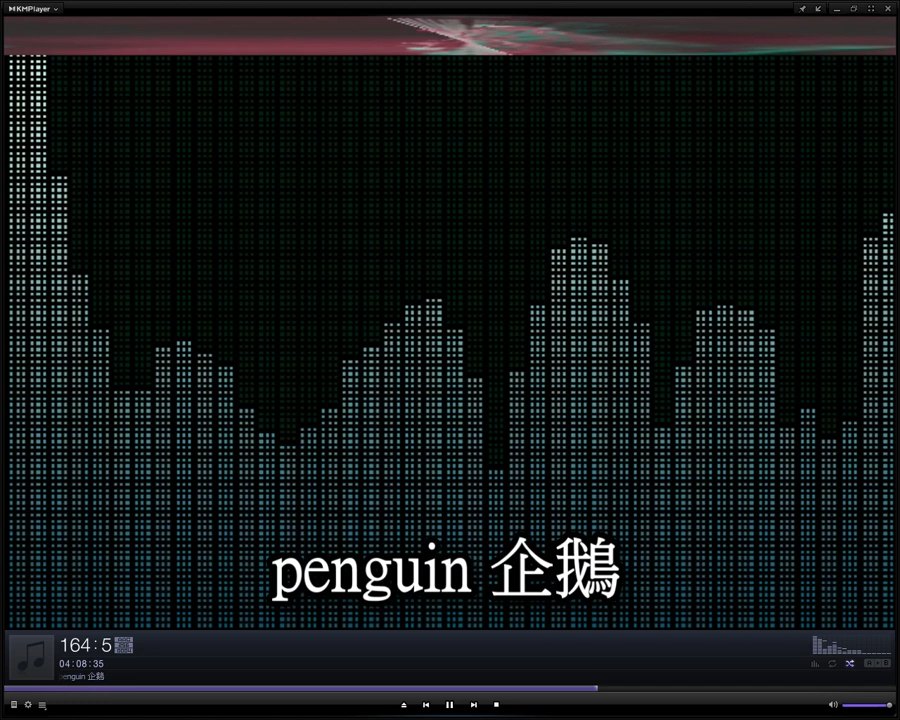 KMPlayer
penguin 企鵝
164:5
04:08:35
penguin 企鵝